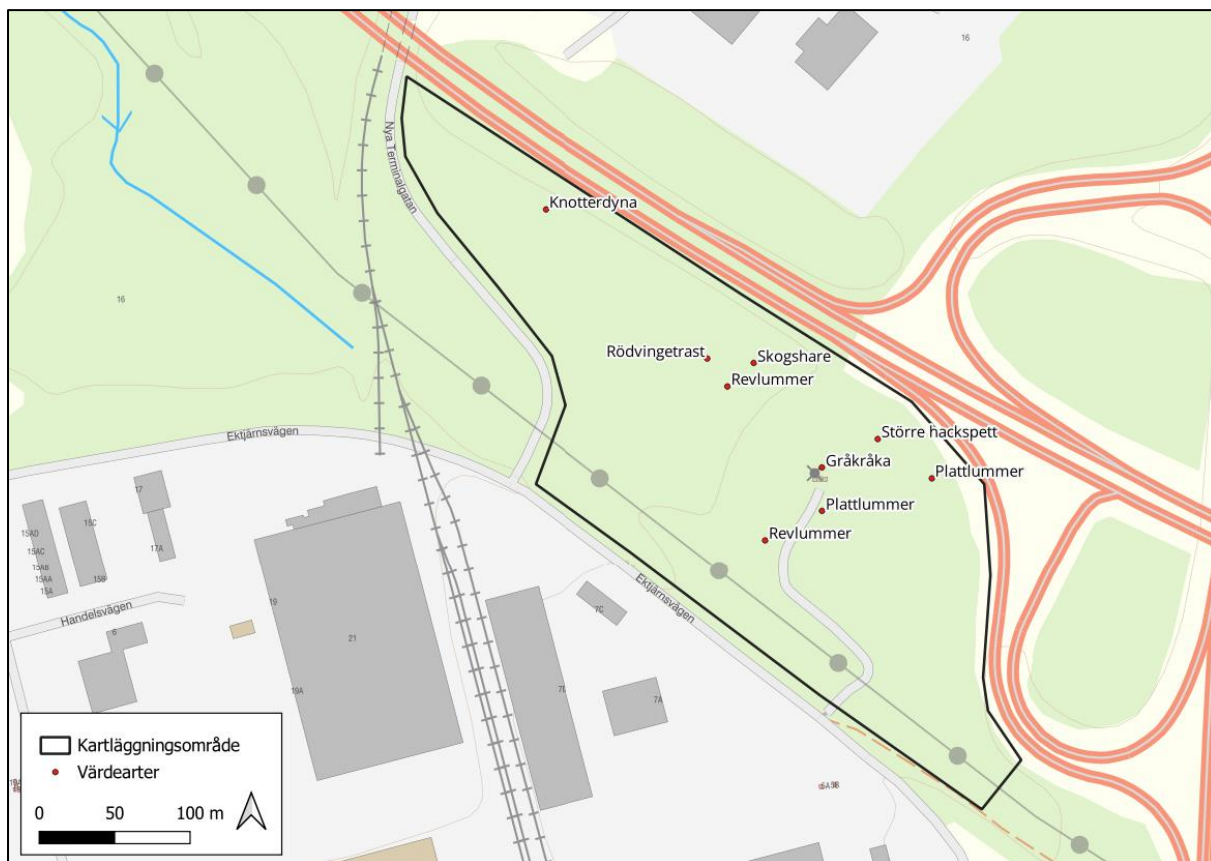 16
Nya Terminalgatan
Knotterdyna
16
Rödvingetrast
Skogshare
Revlummer
Större hackspett
Gråkråka
Plattlummer
Plattlummer
Revlummer
Ektjärnsvägen
Ektjärnsvägen
17
17A
15AD
15AC
15AB
15AA
15A
15C
15B
Handelsvägen
6
19
21
19A
7C
7D
7A
Kartläggningsområde
Värdearter
0 50 100 m